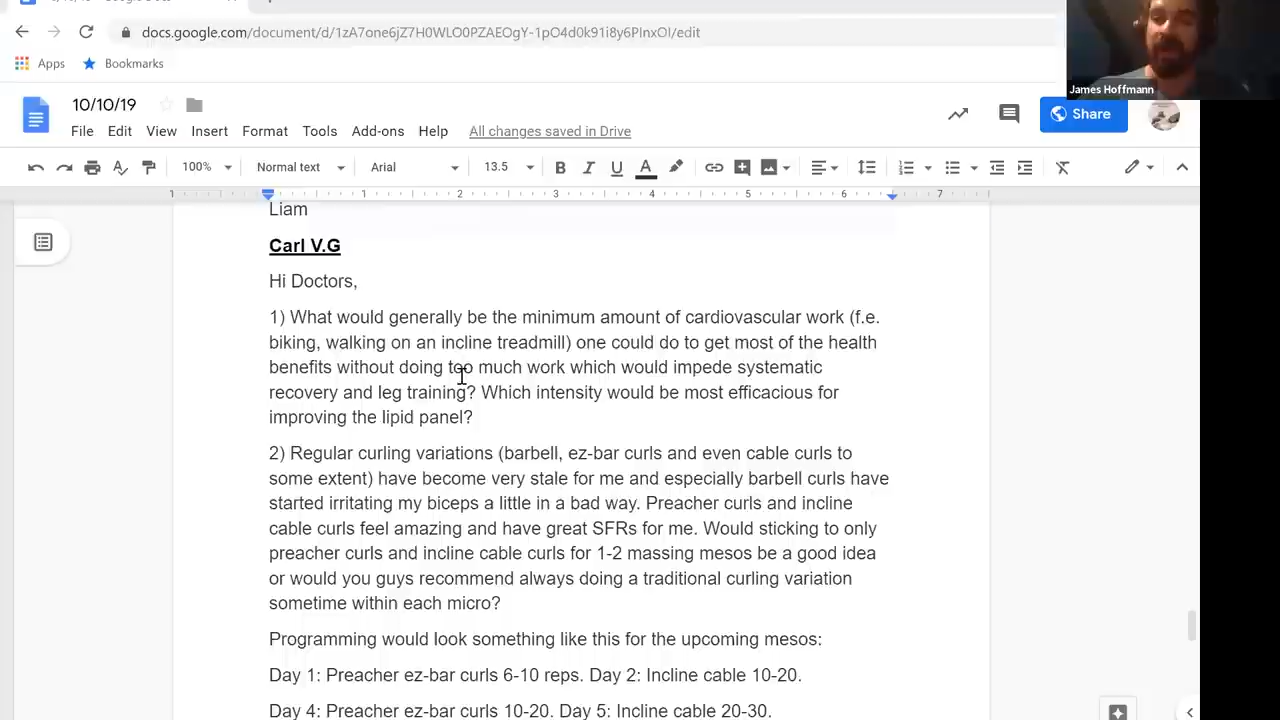 docs.google.com/document/d/1zA7one6jZ7H0WLO0PZAEOgY-1pO4d0k91i8y6PInxOI/edit
Apps
Bookmarks
James Hoffmann
10/10/19
Share
File Edit View Insert Format Tools Add-ons Help All changes saved in Drive
100% Normal text Arial 13.5 B I U A
1 1 2 3 4 5 6 7
Liam
Carl V.G
Hi Doctors,
1) What would generally be the minimum amount of cardiovascular work (f.e.
biking, walking on an incline treadmill) one could do to get most of the health
benefits without doing too much work which would impede systematic
recovery and leg training? Which intensity would be most efficacious for
improving the lipid panel?
2) Regular curling variations (barbell, ez-bar curls and even cable curls to
some extent) have become very stale for me and especially barbell curls have
started irritating my biceps a little in a bad way. Preacher curls and incline
cable curls feel amazing and have great SFRs for me. Would sticking to only
preacher curls and incline cable curls for 1-2 massing mesos be a good idea
or would you guys recommend always doing a traditional curling variation
sometime within each micro?
Programming would look something like this for the upcoming mesos:
Day 1: Preacher ez-bar curls 6-10 reps. Day 2: Incline cable 10-20.
Day 4: Preacher ez-bar curls 10-20. Day 5: Incline cable 20-30.